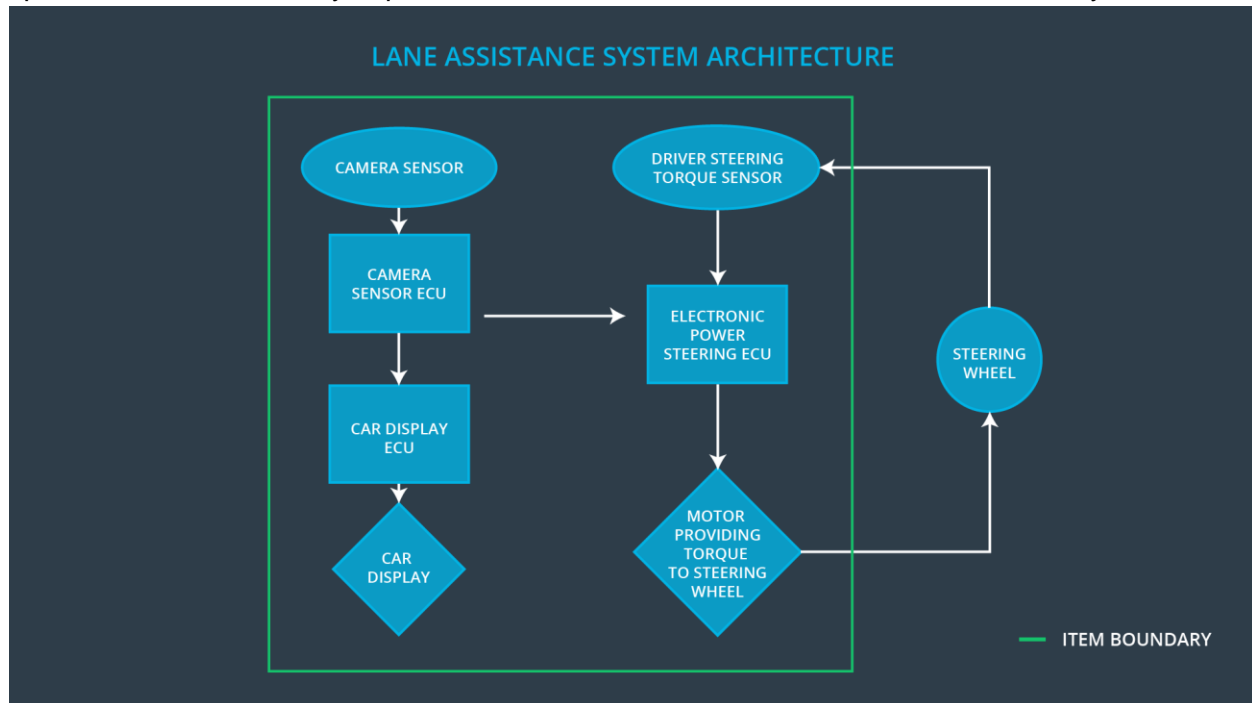 LANE ASSISTANCE SYSTEM ARCHITECTURE
CAMERA SENSOR
CAMERA
SENSOR ECU
CAR DISPLAY
ECU
CAR
DISPLAY
DRIVER STEERING
TORQUE SENSOR
ELECTRONIC
POWER
STEERING ECU
MOTOR
PROVIDING
TORQUE
TO STEERING
WHEEL
STEERING
WHEEL
ITEM BOUNDARY